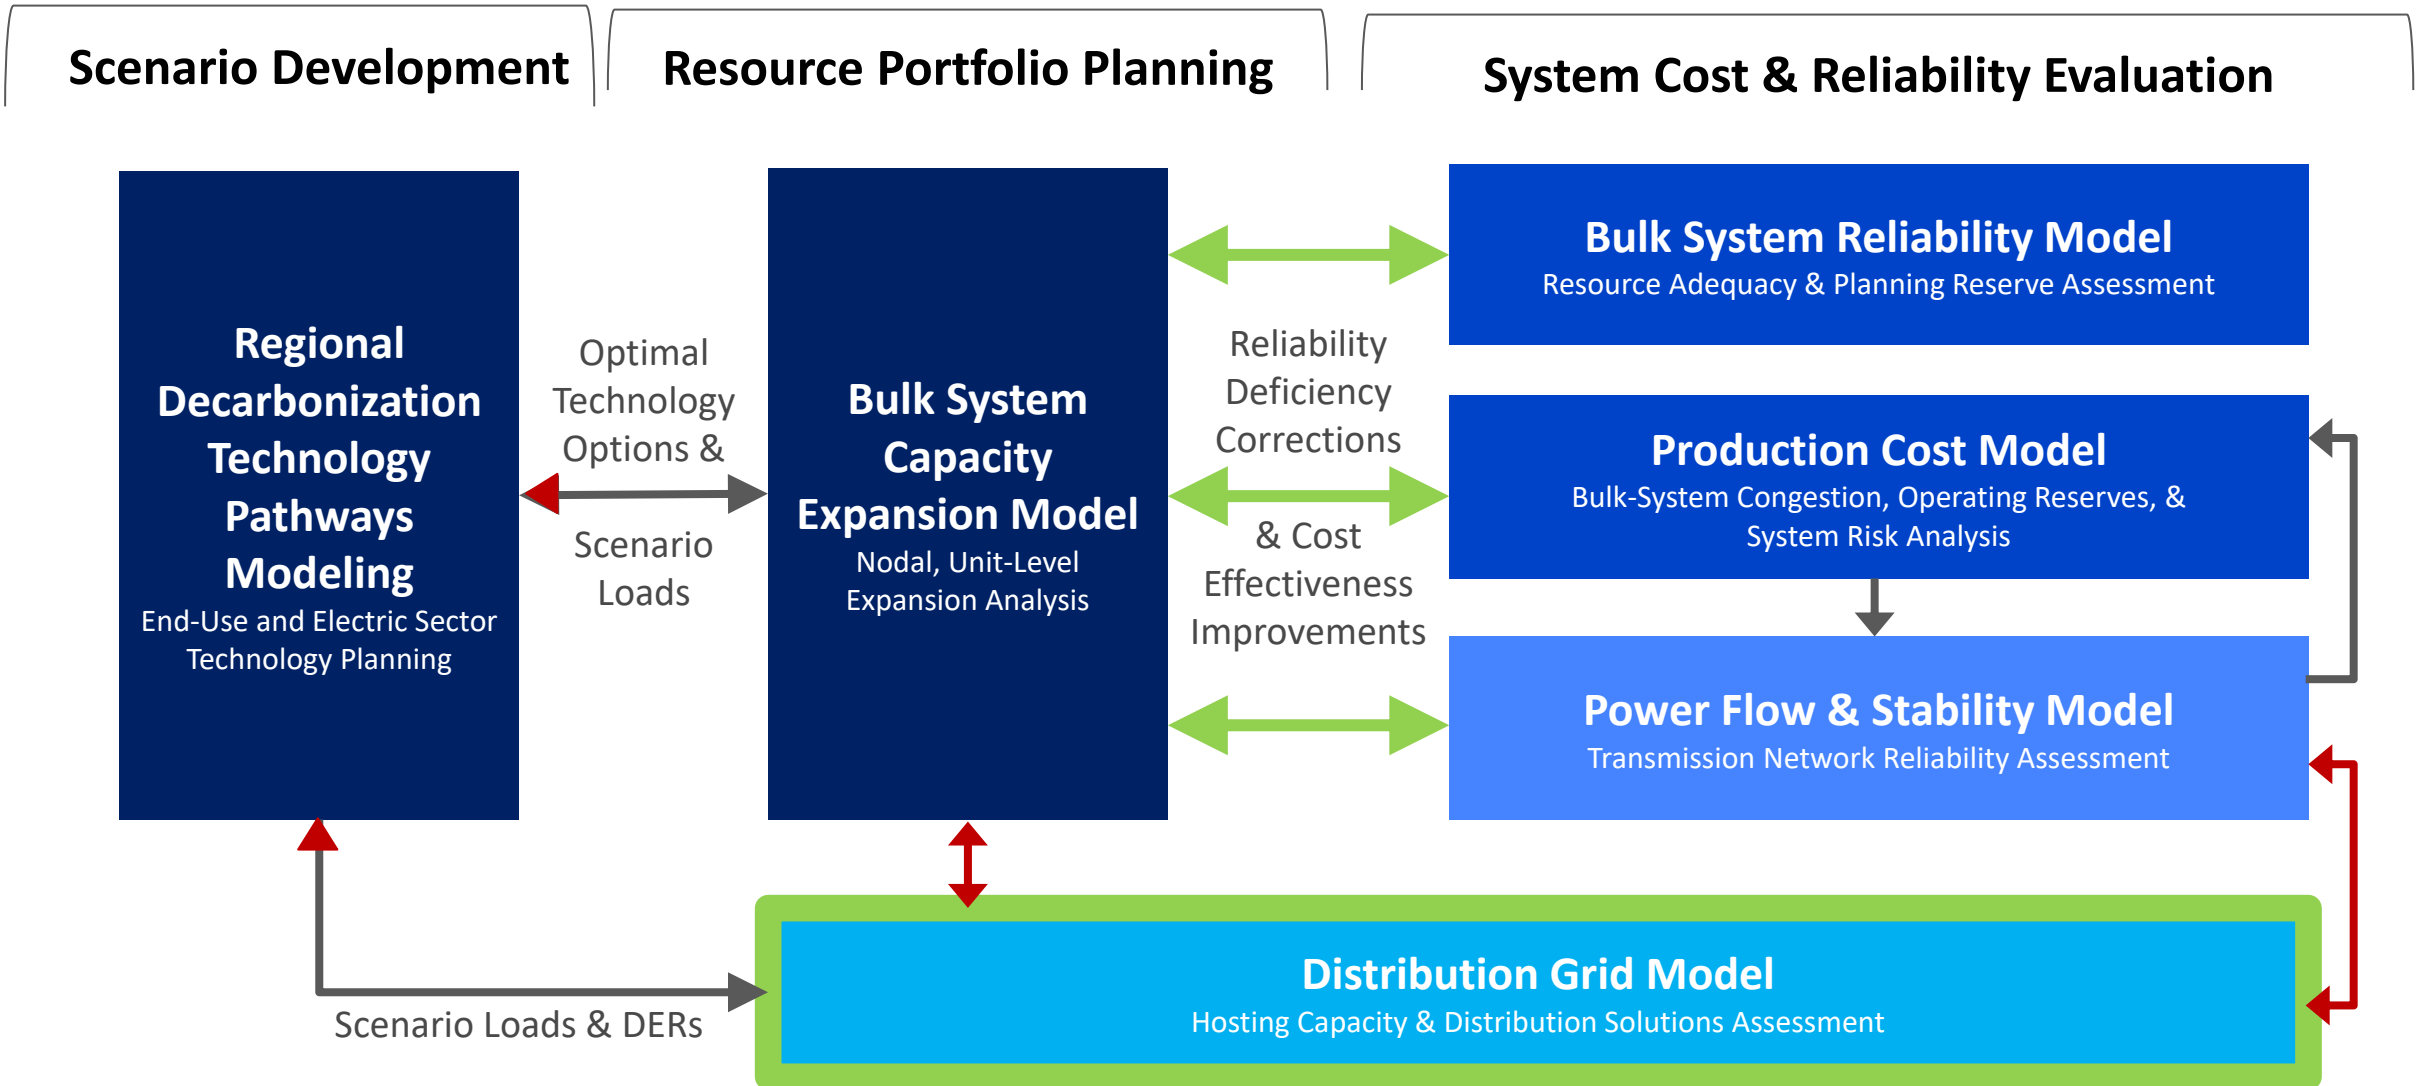 Scenario Development
Resource Portfolio Planning
System Cost & Reliability Evaluation
Regional
Decarbonization
Technology
Pathways
Modeling
End-Use and Electric Sector
Technology Planning
Optimal
Technology
Options &
Scenario
Loads
Bulk System
Capacity
Expansion Model
Nodal, Unit-Level
Expansion Analysis
Reliability
Deficiency
Corrections
& Cost
Effectiveness
Improvements
Bulk System Reliability Model
Resource Adequacy & Planning Reserve Assessment
Production Cost Model
Bulk-System Congestion, Operating Reserves, &
System Risk Analysis
Power Flow & Stability Model
Transmission Network Reliability Assessment
Scenario Loads & DERs
Distribution Grid Model
Hosting Capacity & Distribution Solutions Assessment